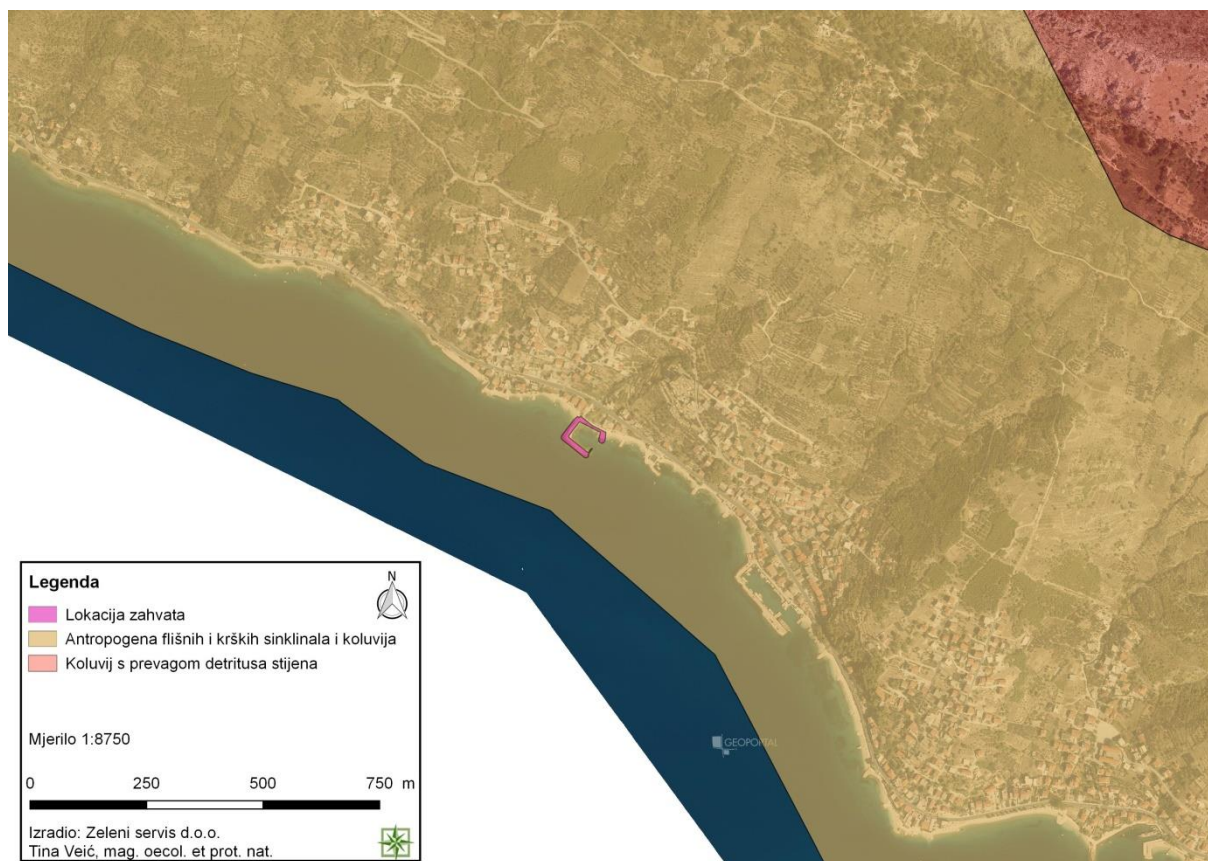 GEOPORTAL
Legenda
N
Lokacija zahvata
Antropogena flišnih i krških sinklinala i koluvija
Koluvij s prevagom detritusa stijena
Mjerilo 1:8750
0 250 500 750 m
Izradio: Zeleni servis d.o.o.
Tina Veić, mag. oecol. et prot. nat.
GEOPORTAL